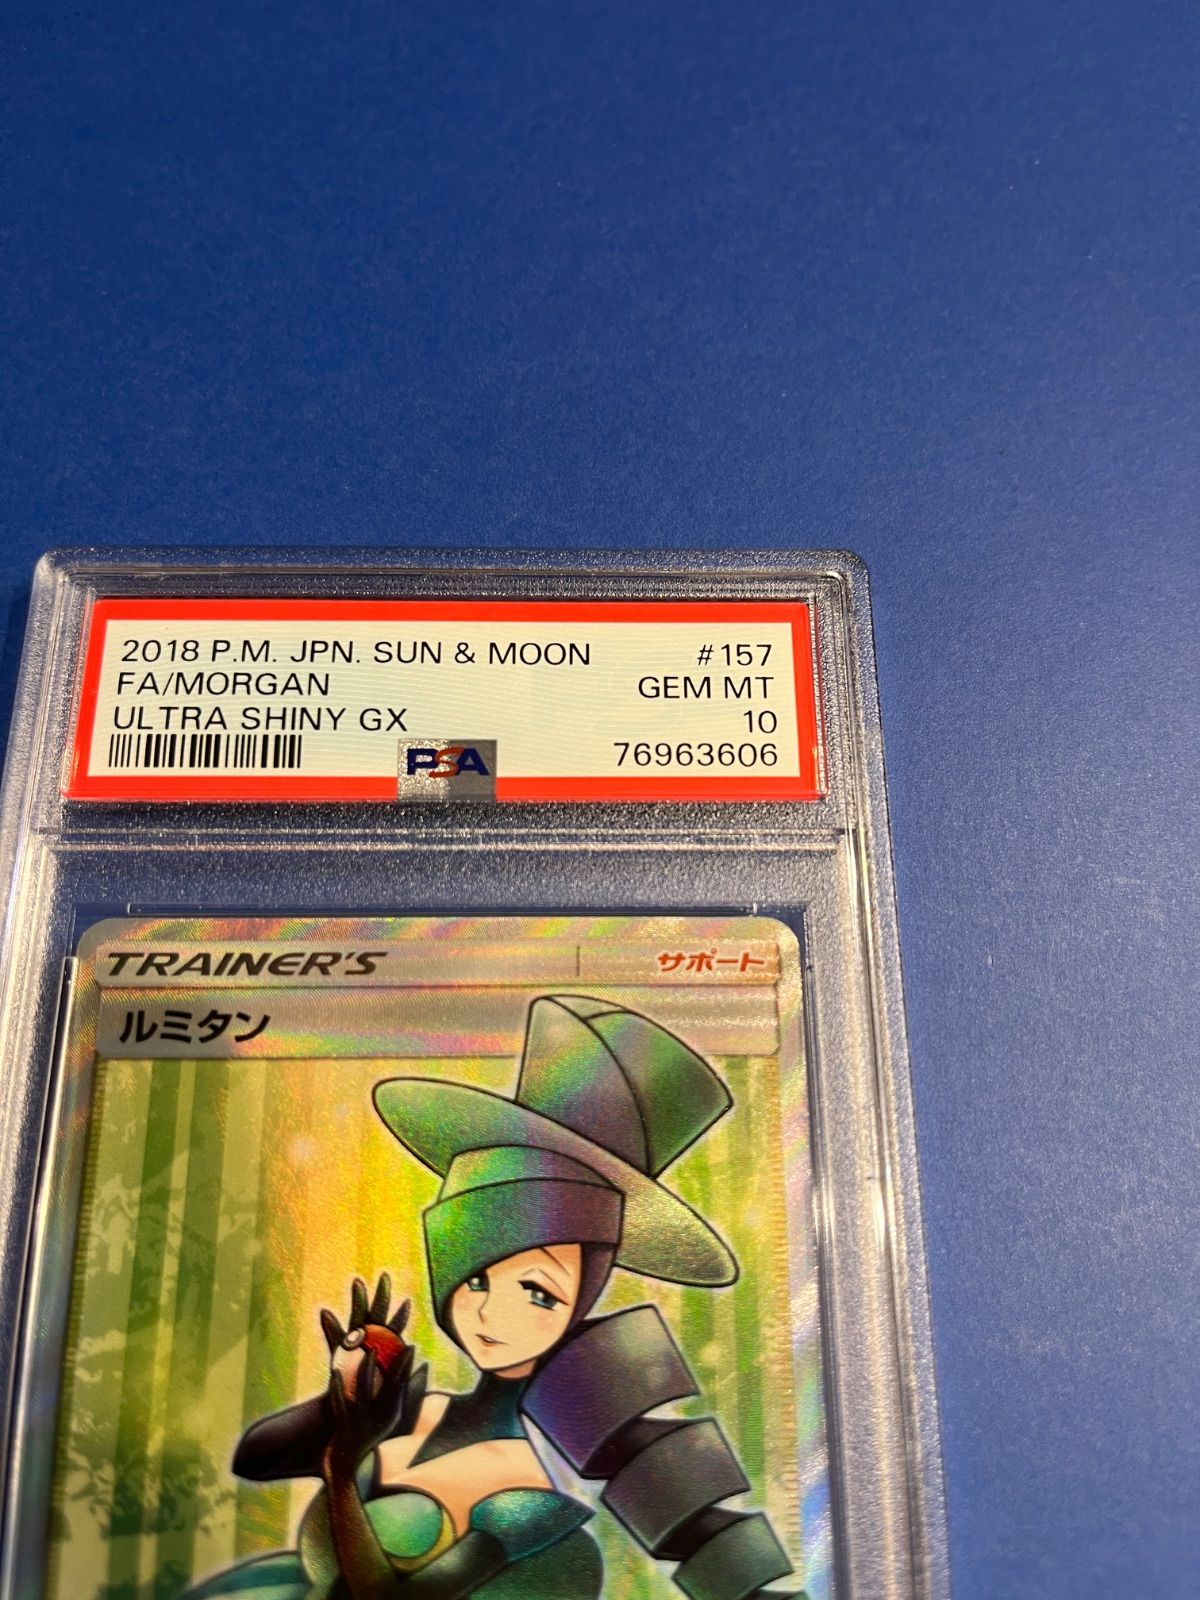 2018 P.M. JPN. SUN & MOON #157
FA/MORGAN GEM MT
ULTRA SHINY GX 10
76963606
PSA
TRAINER'S サポート
ルミタン